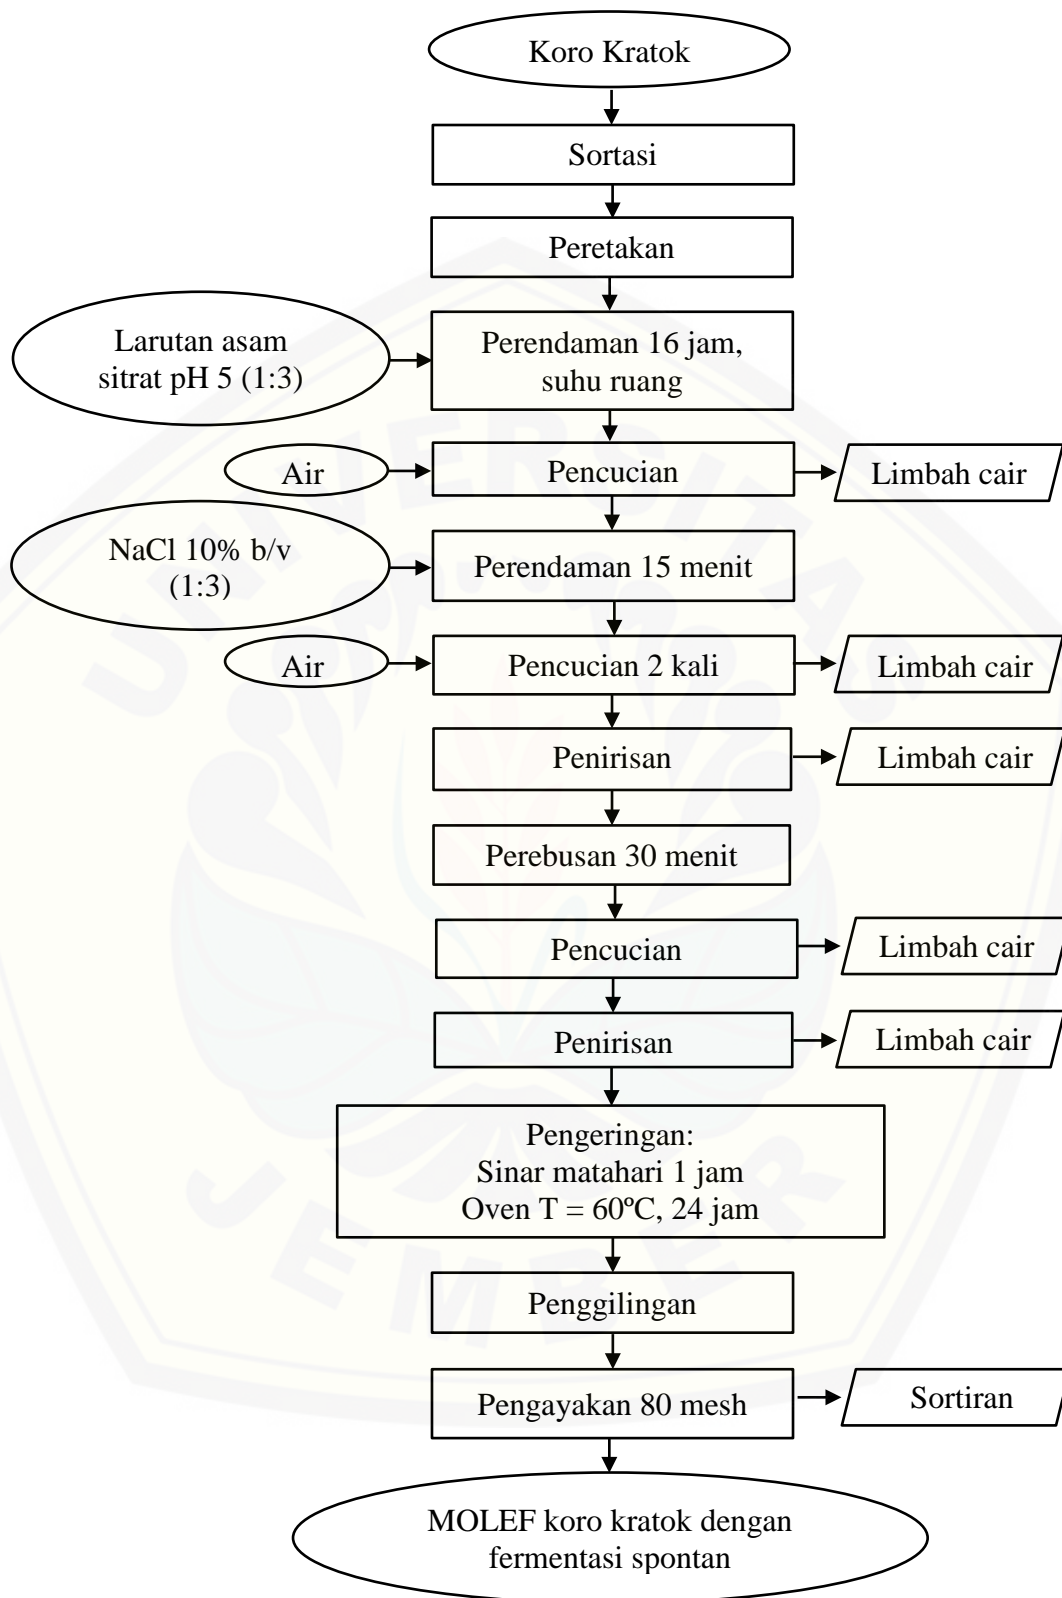 Koro Kratok
Sortasi
Peretakan
Larutan asam
sitrat pH 5 (1:3)
Perendaman 16 jam,
suhu ruang
Air
Pencucian
Limbah cair
NaCl 10% b/v
(1:3)
Perendaman 15 menit
Air
Pencucian 2 kali
Limbah cair
Penirisan
Limbah cair
Perebusan 30 menit
Pencucian
Limbah cair
Penirisan
Limbah cair
Pengeringan:
Sinar matahari 1 jam
Oven T = 60ºC, 24 jam
Penggilingan
Pengayakan 80 mesh
Sortiran
MOLEF koro kratok dengan
fermentasi spontan
UNIVERSITAS
JEMBER